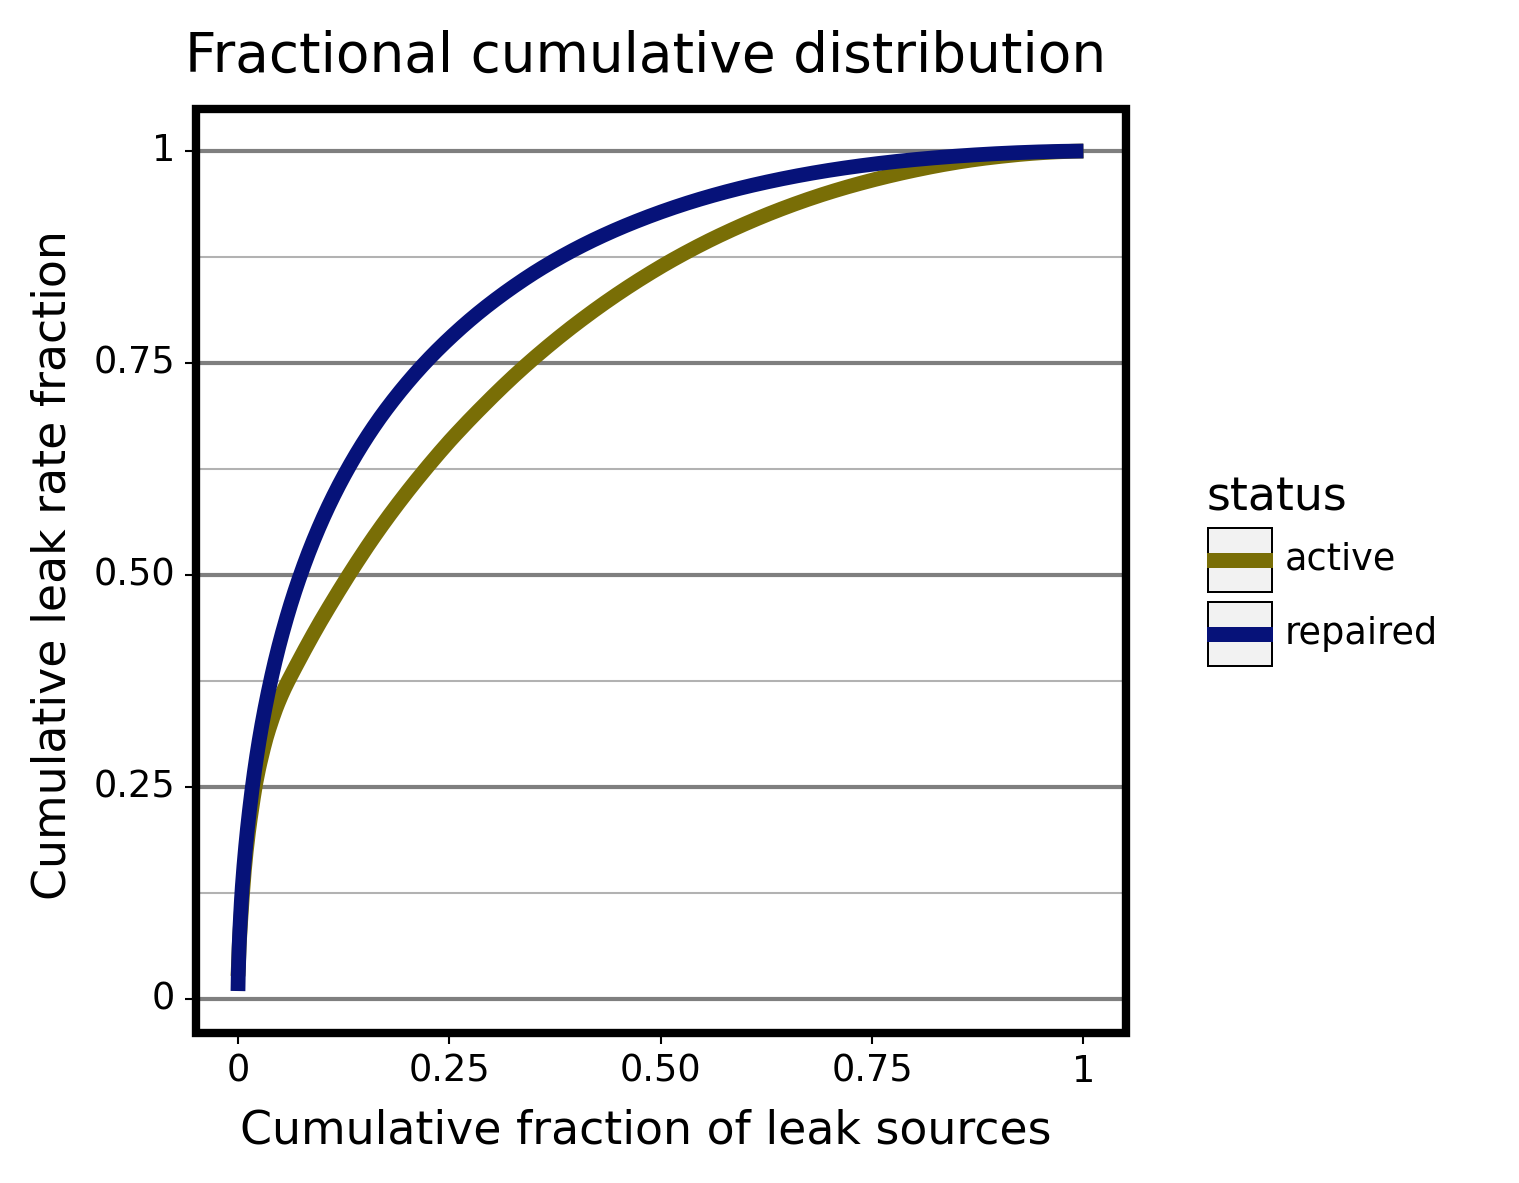 Fractional cumulative distribution
Cumulative leak rate fraction
1
0.75
0.50
0.25
0
0
0.25
0.50
0.75
1
Cumulative fraction of leak sources
status
active
repaired